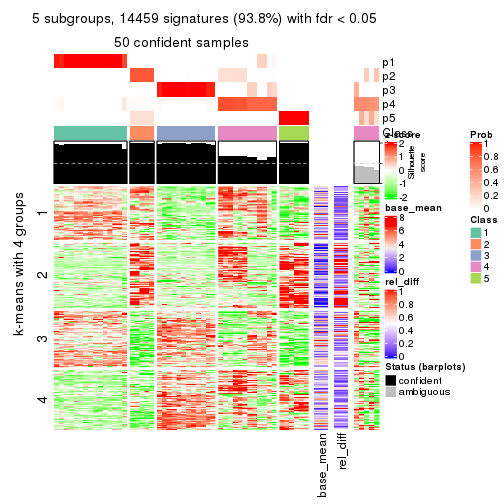 5 subgroups, 14459 signatures (93.8%) with fdr < 0.05
50 confident samples
p1
p2
p3
p4
p5
Class
k-means with 4 groups
1
2
3
4
Silhouette
score
z-score
2
1
0
-1
-2
base_mean
8
6
4
2
0
rel_diff
1
0.8
0.6
0.4
0.2
0
Status (barplots)
confident
ambiguous
Prob
1
0.8
0.6
0.4
0.2
0
Class
1
2
3
4
5
base_mean
rel_diff